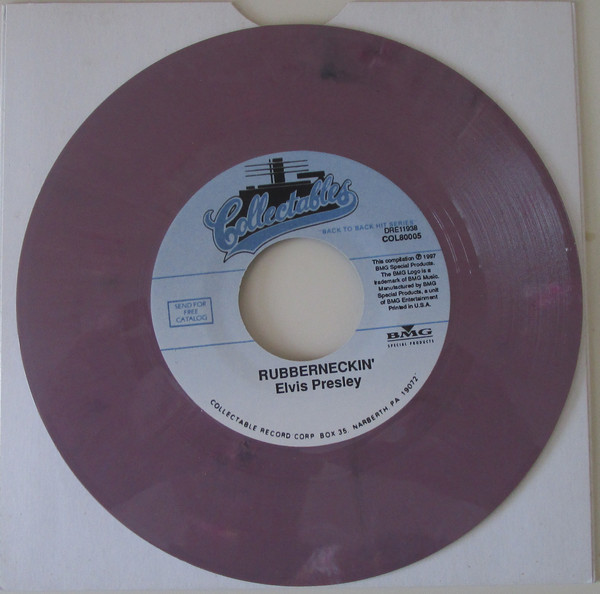 Collectables
BACK TO BACK HIT SERIES
DRE11938
COL80005
This compilation ℗ 1997
BMG Special Products.
The BMG Logo is a
trademark of BMG Music.
Manufactured by BMG
Special Products, a unit
of BMG Entertainment
Printed in U.S.A.
SEND FOR
FREE
CATALOG
BMG
SPECIAL PRODUCTS
RUBBERNECKIN'
Elvis Presley
COLLECTABLE RECORD CORP BOX 35, NARBERTH, PA 19072